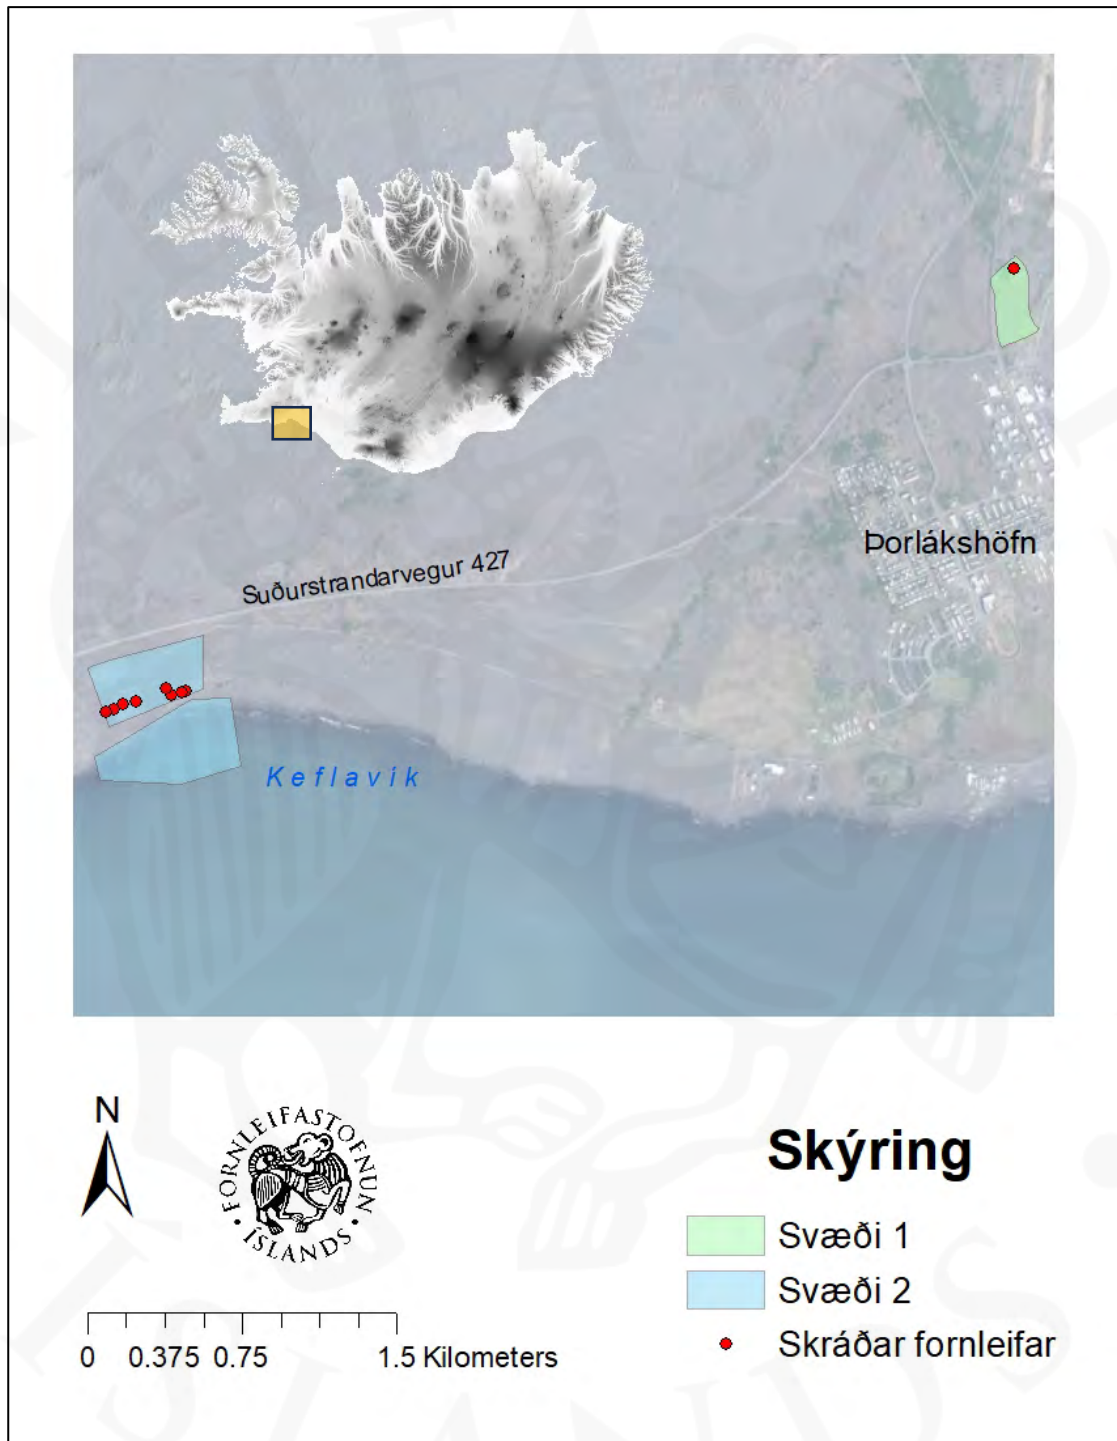 Þorlákshöfn
Suðurstrandarvegur 427
Keflavík
N
FORNLEIFASTOFNUN
· ÍSLANDS ·
0 0.375 0.75 1.5 Kilometers
Skýring
Svæði 1
Svæði 2
Skráðar fornleifar